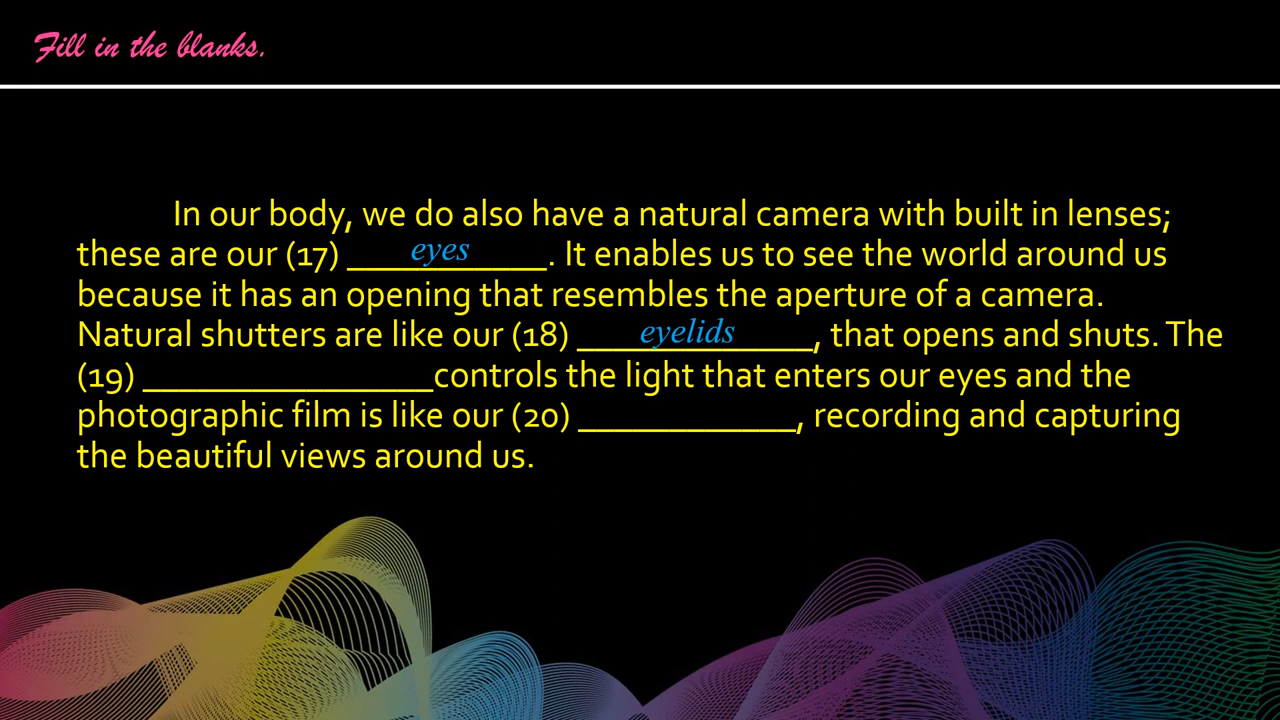 Fill in the blanks.
In our body, we do also have a natural camera with built in lenses;
these are our (17) ___________. It enables us to see the world around us
because it has an opening that resembles the aperture of a camera.
Natural shutters are like our (18) _____________, that opens and shuts. The
(19) ________________controls the light that enters our eyes and the
photographic film is like our (20) ____________, recording and capturing
the beautiful views around us.
eyes
eyelids